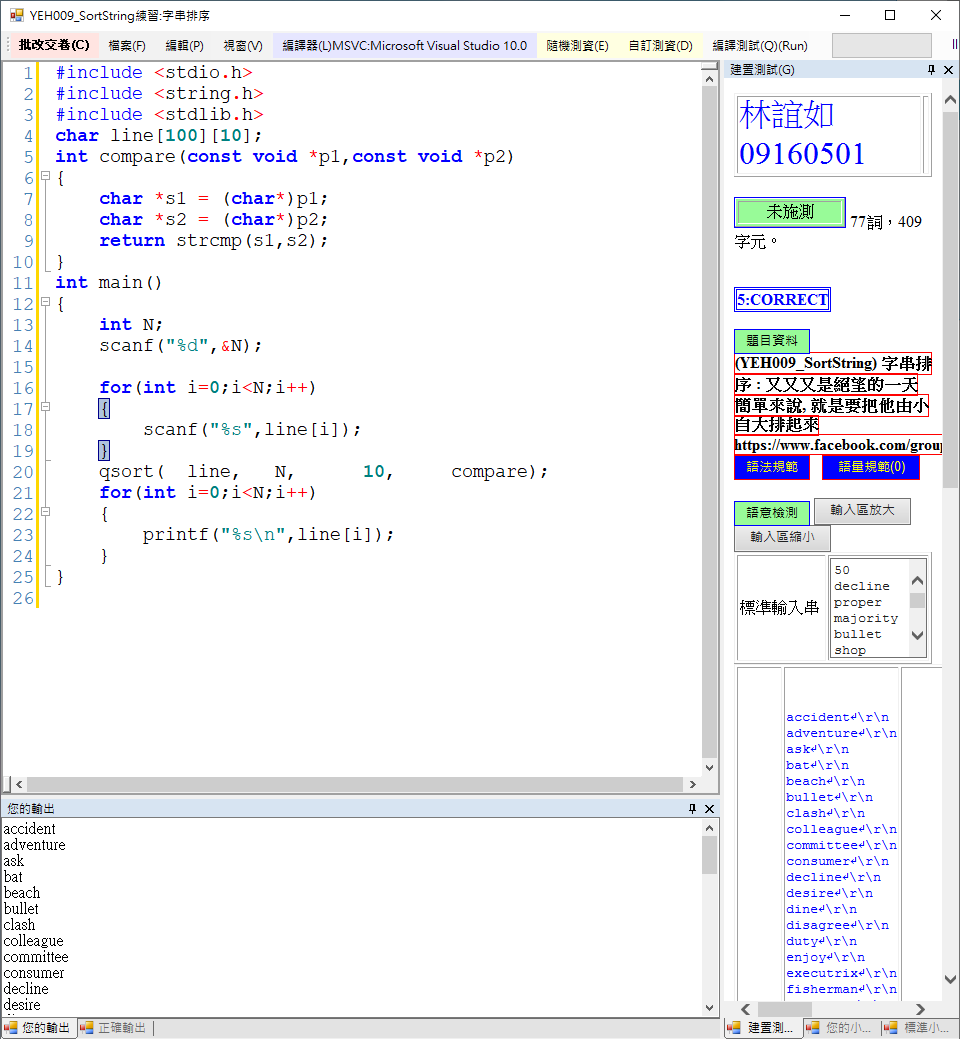 YEH009_SortString練習:字串排序
批改交卷(C) 檔案(F) 編輯(P) 視窗(V) 編譯器(L)MSVC:Microsoft Visual Studio 10.0 隨機測資(E) 自訂測資(D) 編譯測試(Q)(Run)
1 #include <stdio.h>
2 #include <string.h>
3 #include <stdlib.h>
4 char line[100][10];
5 int compare(const void *p1,const void *p2)
6 {
7     char *s1 = (char*)p1;
8     char *s2 = (char*)p2;
9     return strcmp(s1,s2);
10 }
11 int main()
12 {
13     int N;
14     scanf("%d",&N);
15
16     for(int i=0;i<N;i++)
17     {
18         scanf("%s",line[i]);
19     }
20     qsort(  line,   N,      10,     compare);
21     for(int i=0;i<N;i++)
22     {
23         printf("%s\n",line[i]);
24     }
25 }
26
您的輸出
accident
adventure
ask
bat
beach
bullet
clash
colleague
committee
consumer
decline
desire
您的輸出 正確輸出
建置測試(G)
林誼如
09160501
未施測 77詞，409
字元。
5:CORRECT
題目資料
(YEH009_SortString) 字串排
序 : 又又又是絕望的一天
簡單來說, 就是要把他由小
自大排起來
https://www.facebook.com/grou
語法規範 語量規範(0)
語意檢測 輸入區放大
輸入區縮小
標準輸入串
50
decline
proper
majority
bullet
shop
accident↵\r\n
adventure↵\r\n
ask↵\r\n
bat↵\r\n
beach↵\r\n
bullet↵\r\n
clash↵\r\n
colleague↵\r\n
committee↵\r\n
consumer↵\r\n
decline↵\r\n
desire↵\r\n
dine↵\r\n
disagree↵\r\n
duty↵\r\n
enjoy↵\r\n
executrix↵\r\n
fisherman↵\r\n
建置測... 您的小... 標準小...